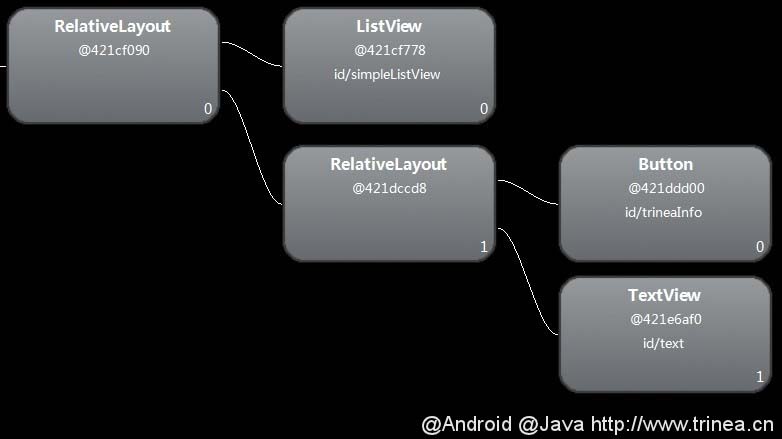 RelativeLayout
@421cf090
0
ListView
@421cf778
id/simpleListView
0
RelativeLayout
@421dccd8
1
Button
@421ddd00
id/trineaInfo
0
TextView
@421e6af0
id/text
1
@Android @Java http://www.trinea.cn